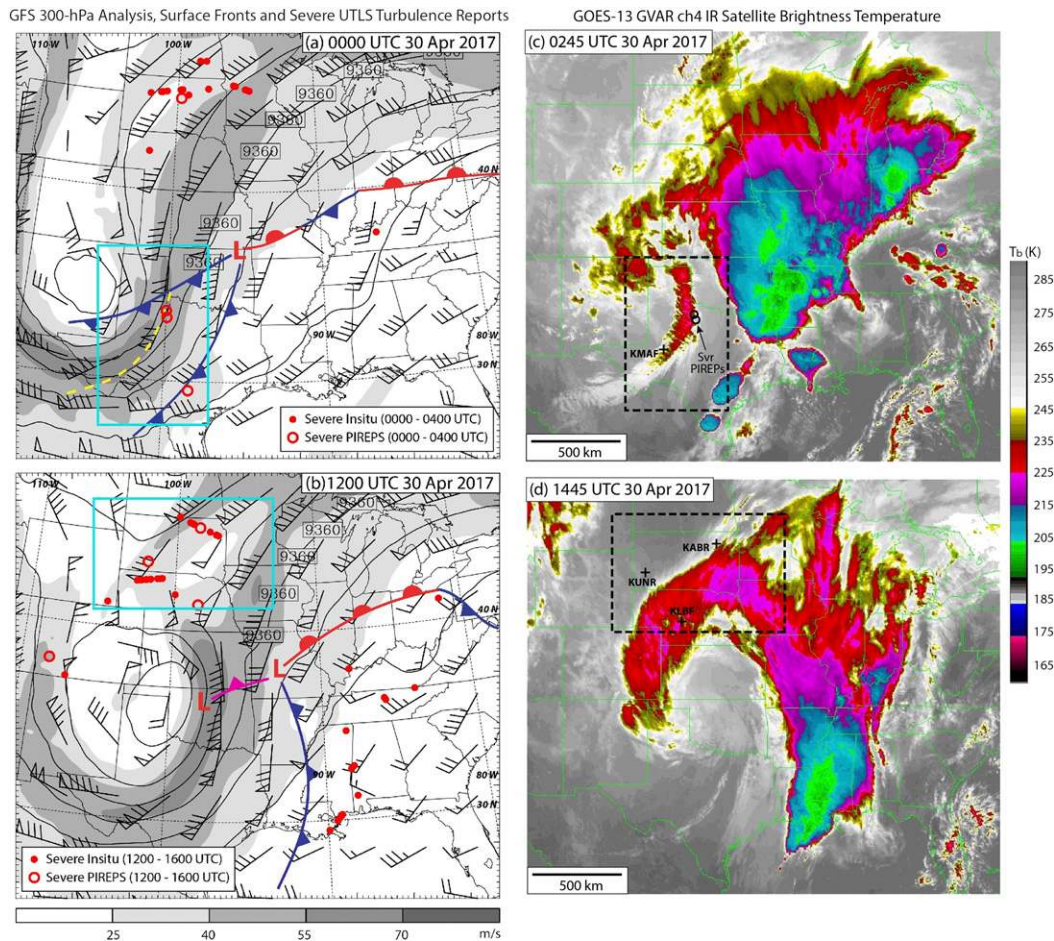 GFS 300-hPa Analysis, Surface Fronts and Severe UTLS Turbulence Reports
GOES-13 GVAR ch4 IR Satellite Brightness Temperature
110 W
100 W
(a) 0000 UTC 30 Apr 2017
9360
9360
9360
9360
9360
9360
9360
40 N
L
90 W
80 W
30 N
Severe Insitu (0000 - 0400 UTC)
Severe PIREPS (0000 - 0400 UTC)
(c) 0245 UTC 30 Apr 2017
KMAF
Svr
PIREPs
500 km
Tb (K)
285
275
265
255
245
235
225
215
205
195
185
175
165
110 W
100 W
(b)1200 UTC 30 Apr 2017
9360
9360
9360
9360
9360
40 N
L
L
90 W
80 W
30 N
Severe Insitu (1200 - 1600 UTC)
Severe PIREPS (1200 - 1600 UTC)
25
40
55
70
m/s
(d) 1445 UTC 30 Apr 2017
KABR
KUNR
KLBF
500 km